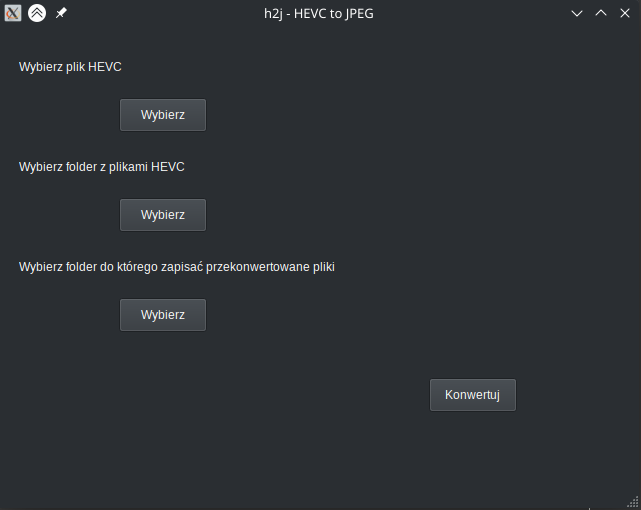 h2j - HEVC to JPEG
Wybierz plik HEVC
Wybierz
Wybierz folder z plikami HEVC
Wybierz
Wybierz folder do którego zapisać przekonwertowane pliki
Wybierz
Konwertuj